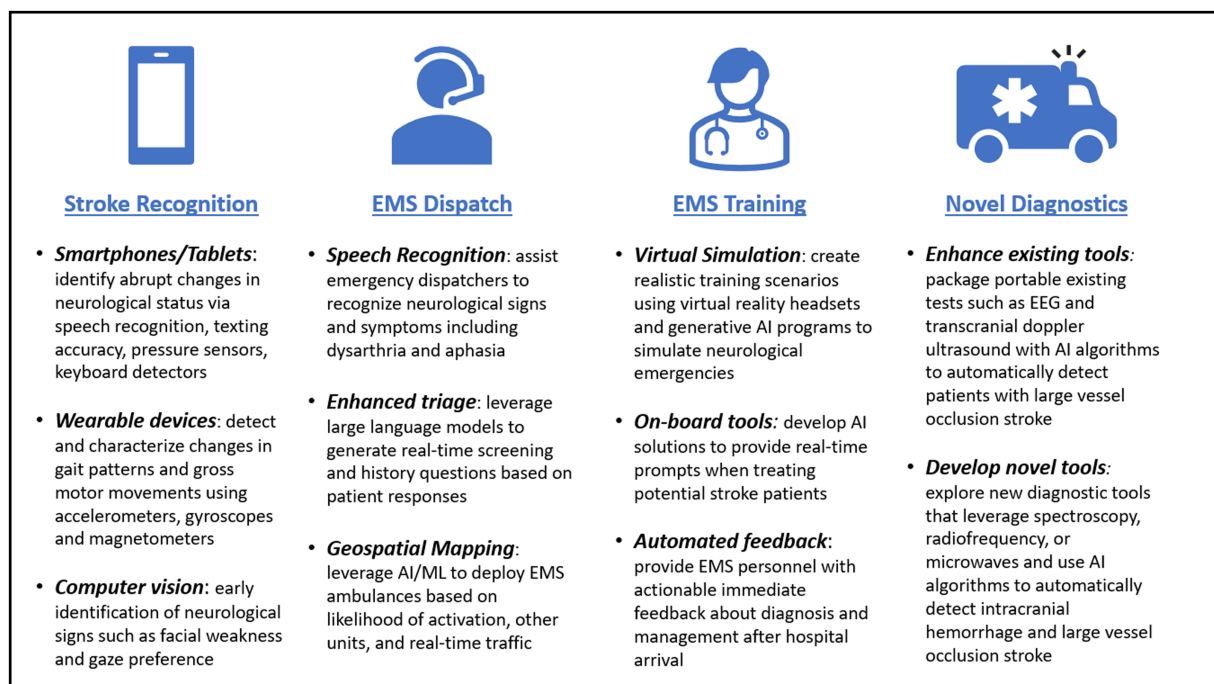 Stroke Recognition
• Smartphones/Tablets:
identify abrupt changes in
neurological status via
speech recognition, texting
accuracy, pressure sensors,
keyboard detectors
• Wearable devices: detect
and characterize changes in
gait patterns and gross
motor movements using
accelerometers, gyroscopes
and magnetometers
• Computer vision: early
identification of neurological
signs such as facial weakness
and gaze preference
EMS Dispatch
• Speech Recognition: assist
emergency dispatchers to
recognize neurological signs
and symptoms including
dysarthria and aphasia
• Enhanced triage: leverage
large language models to
generate real-time screening
and history questions based on
patient responses
• Geospatial Mapping:
leverage AI/ML to deploy EMS
ambulances based on
likelihood of activation, other
units, and real-time traffic
EMS Training
• Virtual Simulation: create
realistic training scenarios
using virtual reality headsets
and generative AI programs to
simulate neurological
emergencies
• On-board tools: develop AI
solutions to provide real-time
prompts when treating
potential stroke patients
• Automated feedback:
provide EMS personnel with
actionable immediate
feedback about diagnosis and
management after hospital
arrival
Novel Diagnostics
• Enhance existing tools:
package portable existing
tests such as EEG and
transcranial doppler
ultrasound with AI algorithms
to automatically detect
patients with large vessel
occlusion stroke
• Develop novel tools:
explore new diagnostic tools
that leverage spectroscopy,
radiofrequency, or
microwaves and use AI
algorithms to automatically
detect intracranial
hemorrhage and large vessel
occlusion stroke